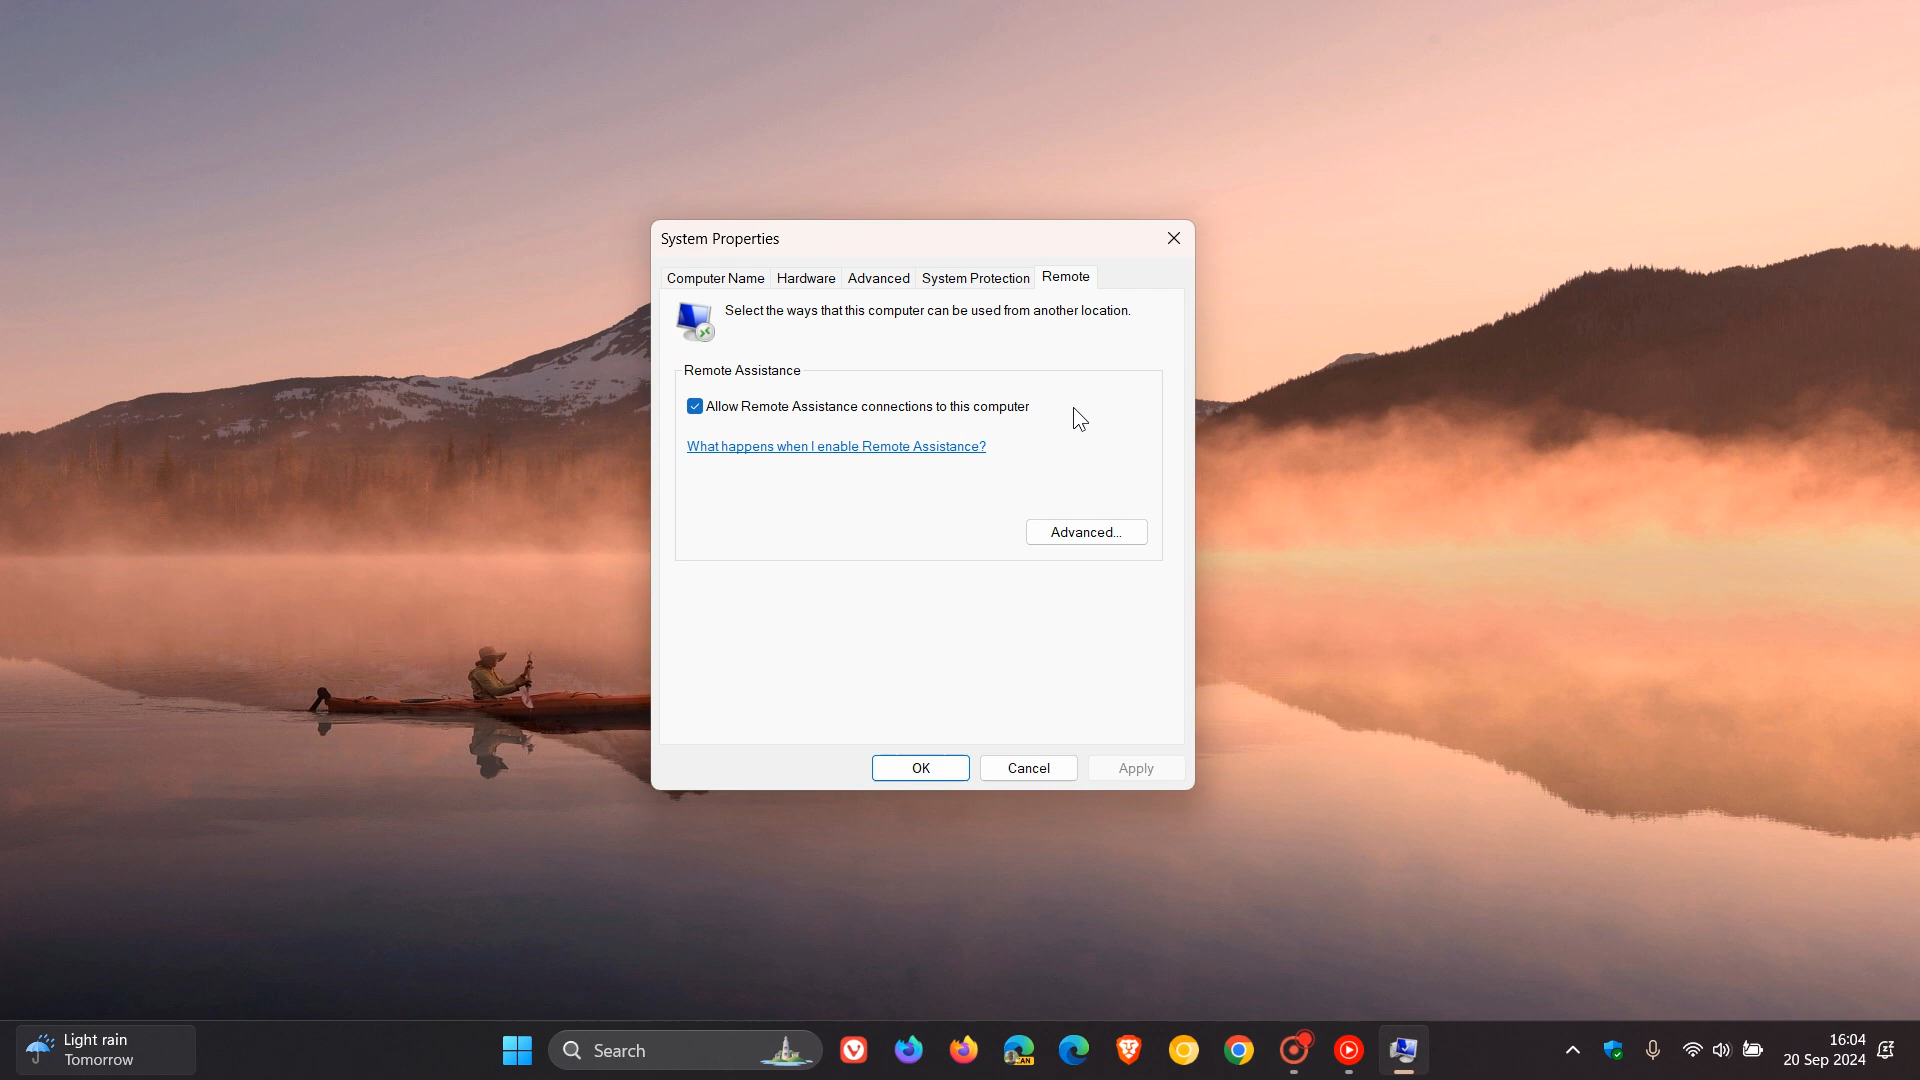 System Properties
Computer Name
Hardware
Advanced
System Protection
Remote
Select the ways that this computer can be used from another location.
Remote Assistance
Allow Remote Assistance connections to this computer
What happens when I enable Remote Assistance?
Advanced...
OK
Cancel
Apply
Light rain
Tomorrow
Search
CAN
16:04
20 Sep 2024